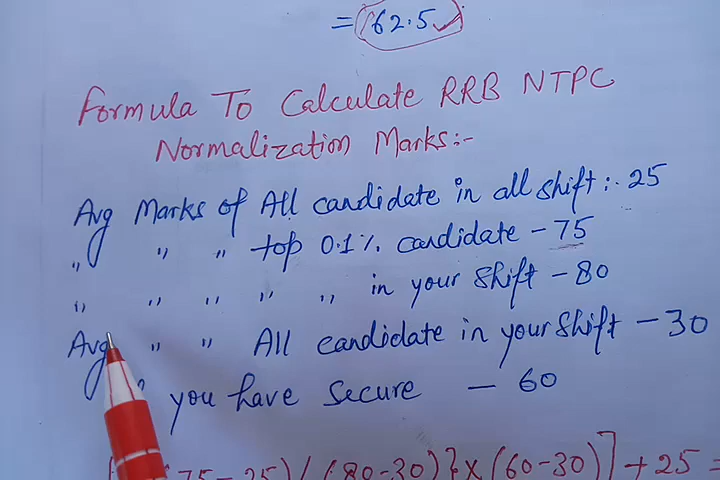 = 62.5
Formula To Calculate RRB NTPC
Normalization Marks:-
Avg Marks of All candidate in all shift:- 25
" " " top 0.1% candidate - 75
" " " " " in your shift - 80
Avg " " All candidate in your shift - 30
" you have secure - 60
75-25)/(80-30)}×(60-30)]+25=